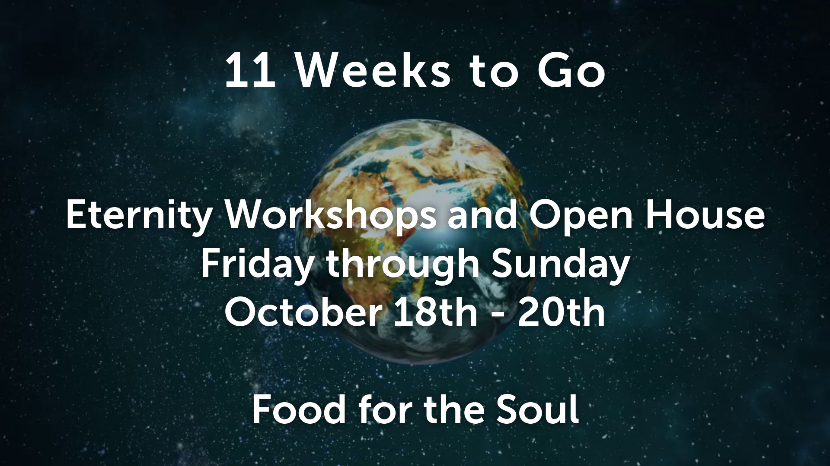 11 Weeks to Go
Eternity Workshops and Open House
Friday through Sunday
October 18th - 20th
Food for the Soul